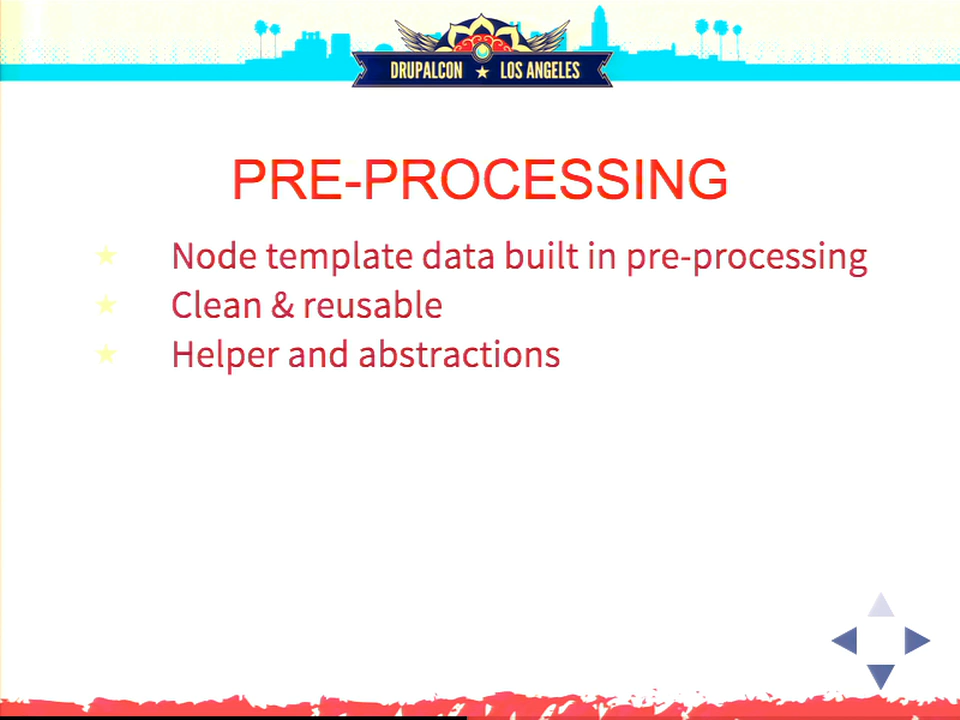 DRUPALCON ★ LOS ANGELES
PRE-PROCESSING
★ Node template data built in pre-processing
★ Clean & reusable
★ Helper and abstractions